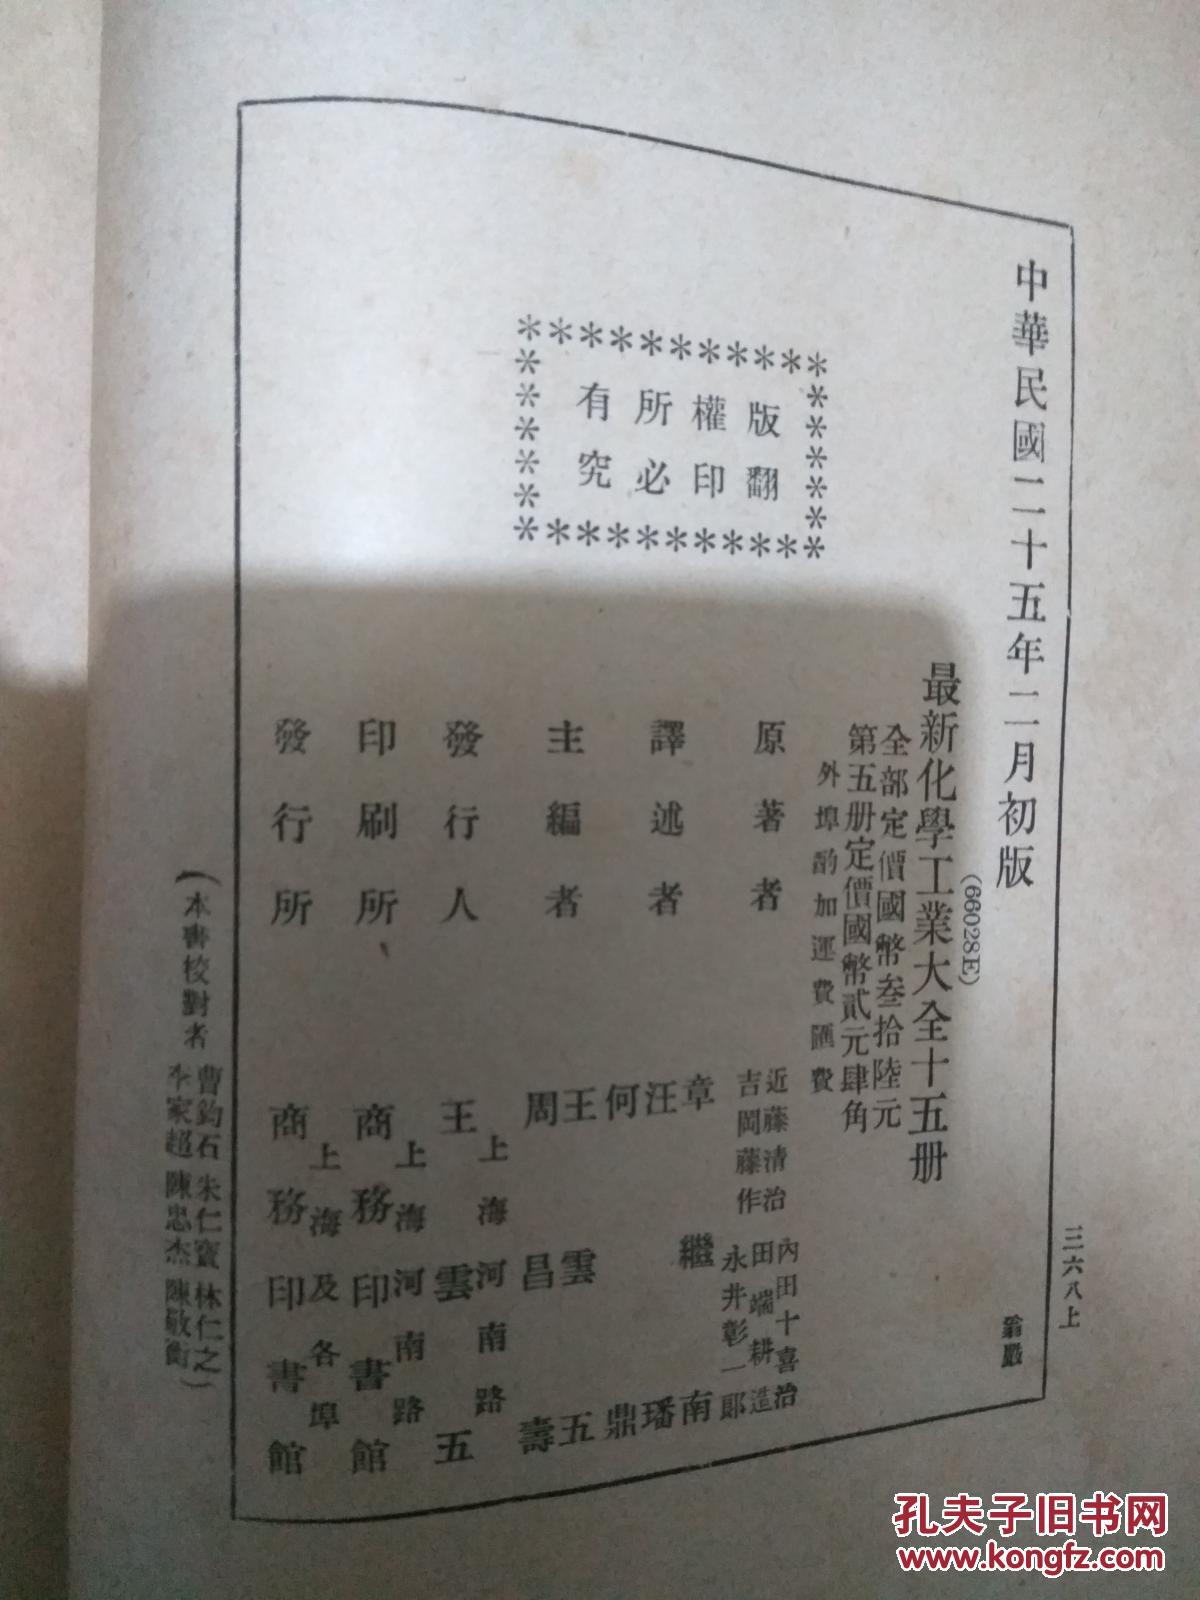 中華民國二十五年二月初版
(66028E)
最新化學工業大全十五册
全部定價國幣叁拾陸元
第五册定價國幣貳元肆角
外埠酌加運費匯費
版權所有
翻印必究
原著者
近藤清治
吉岡藤作
內田十喜治
田端耕造
永井彰一郎
譯述者
章繼南
汪璠
何鼎
主編者
王雲五
周昌壽
發行人
王雲五
上海河南路
印刷所
商務印書館
上海河南路
發行所
商務印書館
上海及各埠
(本書校對者
曹鈞石 朱仁寶 林仁之
李家超 陳忠杰 陳敏衡)
三六八上
翁嚴
孔夫子旧书网
www.kongfz.com